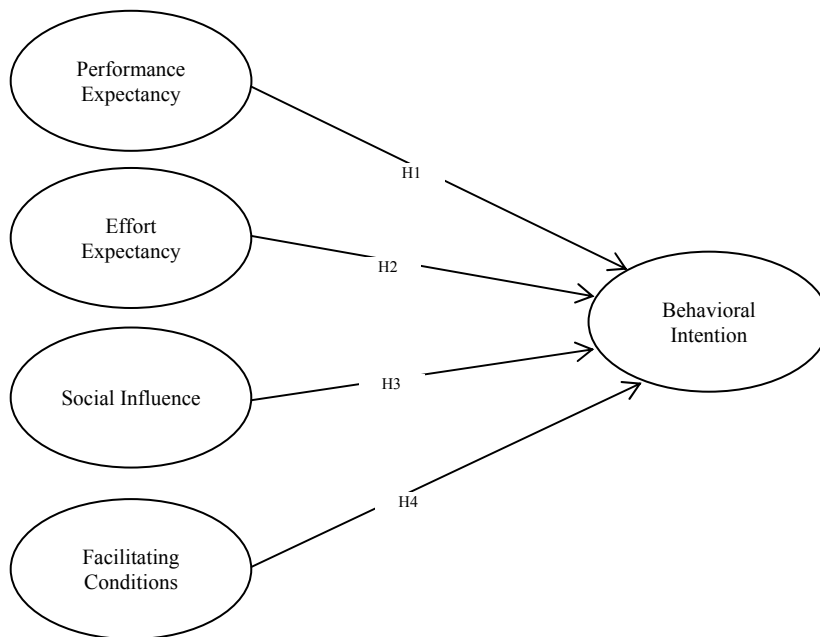 Performance
Expectancy
H1
Effort
Expectancy
H2
Behavioral
Intention
Social Influence
H3
H4
Facilitating
Conditions